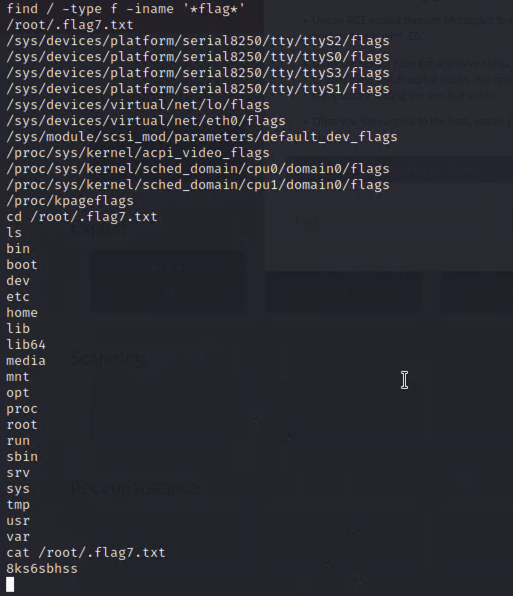 find / -type f -iname '*flag*'
/root/.flag7.txt
/sys/devices/platform/serial8250/tty/ttyS2/flags
/sys/devices/platform/serial8250/tty/ttyS0/flags
/sys/devices/platform/serial8250/tty/ttyS3/flags
/sys/devices/platform/serial8250/tty/ttyS1/flags
/sys/devices/virtual/net/lo/flags
/sys/devices/virtual/net/eth0/flags
/sys/module/scsi_mod/parameters/default_dev_flags
/proc/sys/kernel/acpi_video_flags
/proc/sys/kernel/sched_domain/cpu0/domain0/flags
/proc/sys/kernel/sched_domain/cpu1/domain0/flags
/proc/kpageflags
cd /root/.flag7.txt
ls
bin
boot
dev
etc
home
lib
lib64
media
mnt
opt
proc
root
run
sbin
srv
sys
tmp
usr
var
cat /root/.flag7.txt
8ks6sbhss
Scanning
Reconnaissance